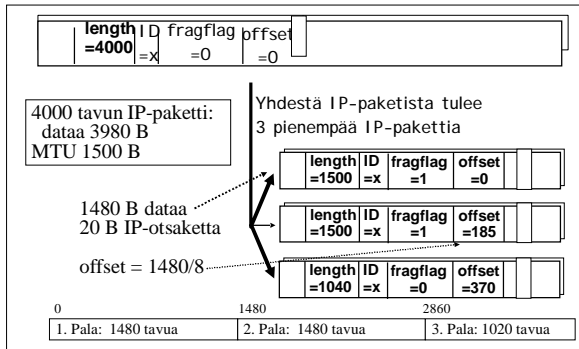 length ID fragflag offset
=4000 =x =0 =0
4000 tavun IP-paketti:
dataa 3980 B
MTU 1500 B
Yhdestä IP-paketista tulee
3 pienempää IP-pakettia
length ID fragflag offset
=1500 =x =1 =0
1480 B dataa
20 B IP-otsaketta
length ID fragflag offset
=1500 =x =1 =185
offset = 1480/8
length ID fragflag offset
=1040 =x =0 =370
0 1480 2860
1. Pala: 1480 tavua 2. Pala: 1480 tavua 3. Pala: 1020 tavua